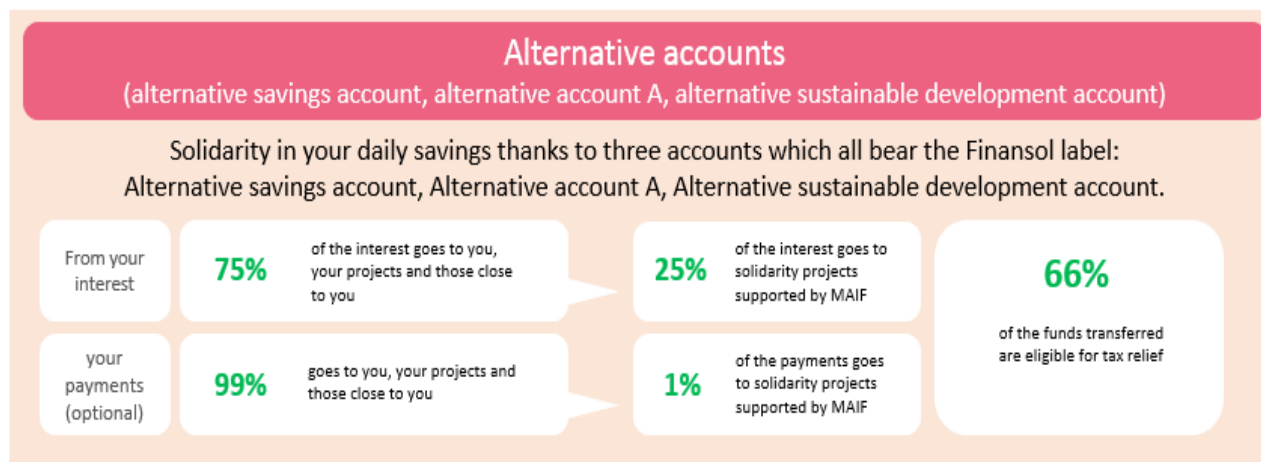 Alternative accounts
(alternative savings account, alternative account A, alternative sustainable development account)
Solidarity in your daily savings thanks to three accounts which all bear the Finansol label:
Alternative savings account, Alternative account A, Alternative sustainable development account.
From your
interest
75%
of the interest goes to you,
your projects and those close
to you
25%
of the interest goes to
solidarity projects
supported by MAIF
66%
of the funds transferred
are eligible for tax relief
your
payments
(optional)
99%
goes to you, your projects and
those close to you
1%
of the payments goes
to solidarity projects
supported by MAIF